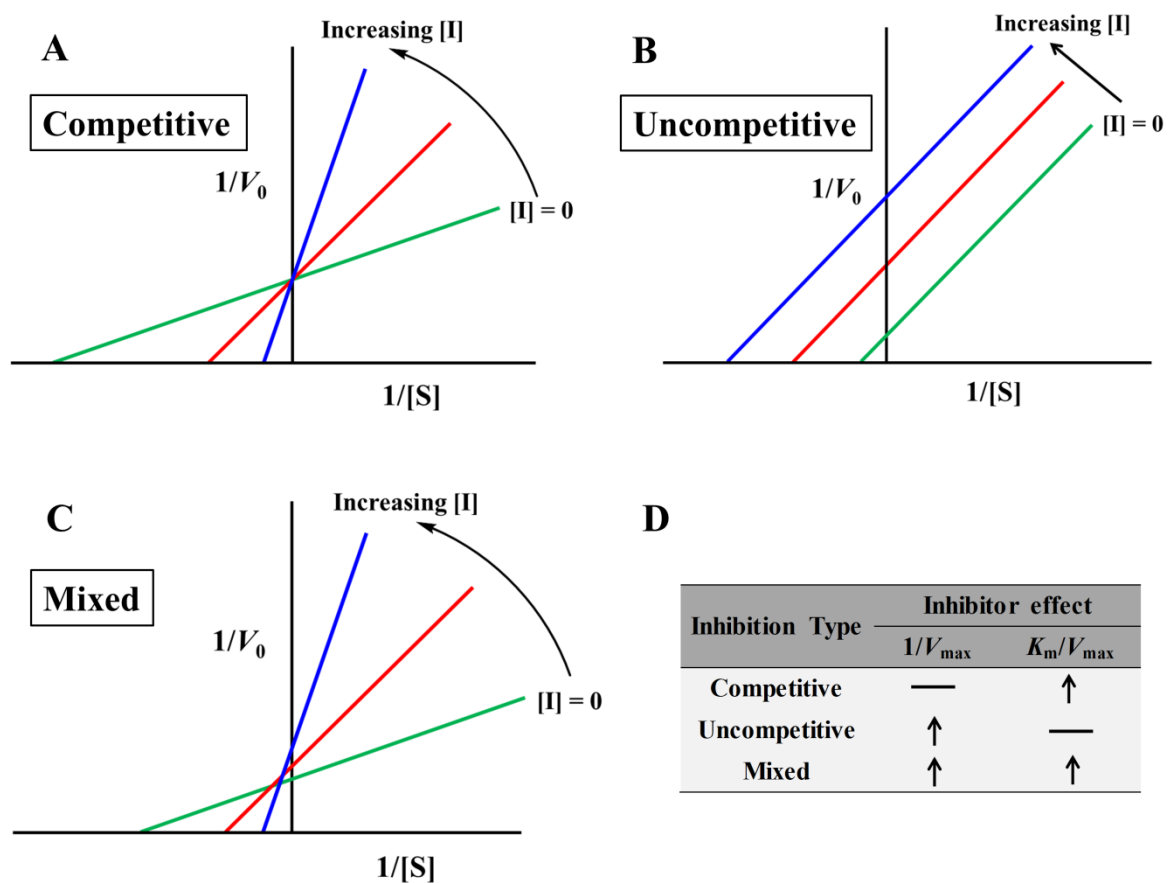 A
Competitive
Increasing [I]
1/V0
[I] = 0
1/[S]
B
Uncompetitive
Increasing [I]
[I] = 0
1/V0
1/[S]
C
Mixed
Increasing [I]
1/V0
[I] = 0
1/[S]
D
Inhibition Type
Inhibitor effect
1/Vmax Km/Vmax
Competitive — ↑
Uncompetitive ↑ —
Mixed ↑ ↑